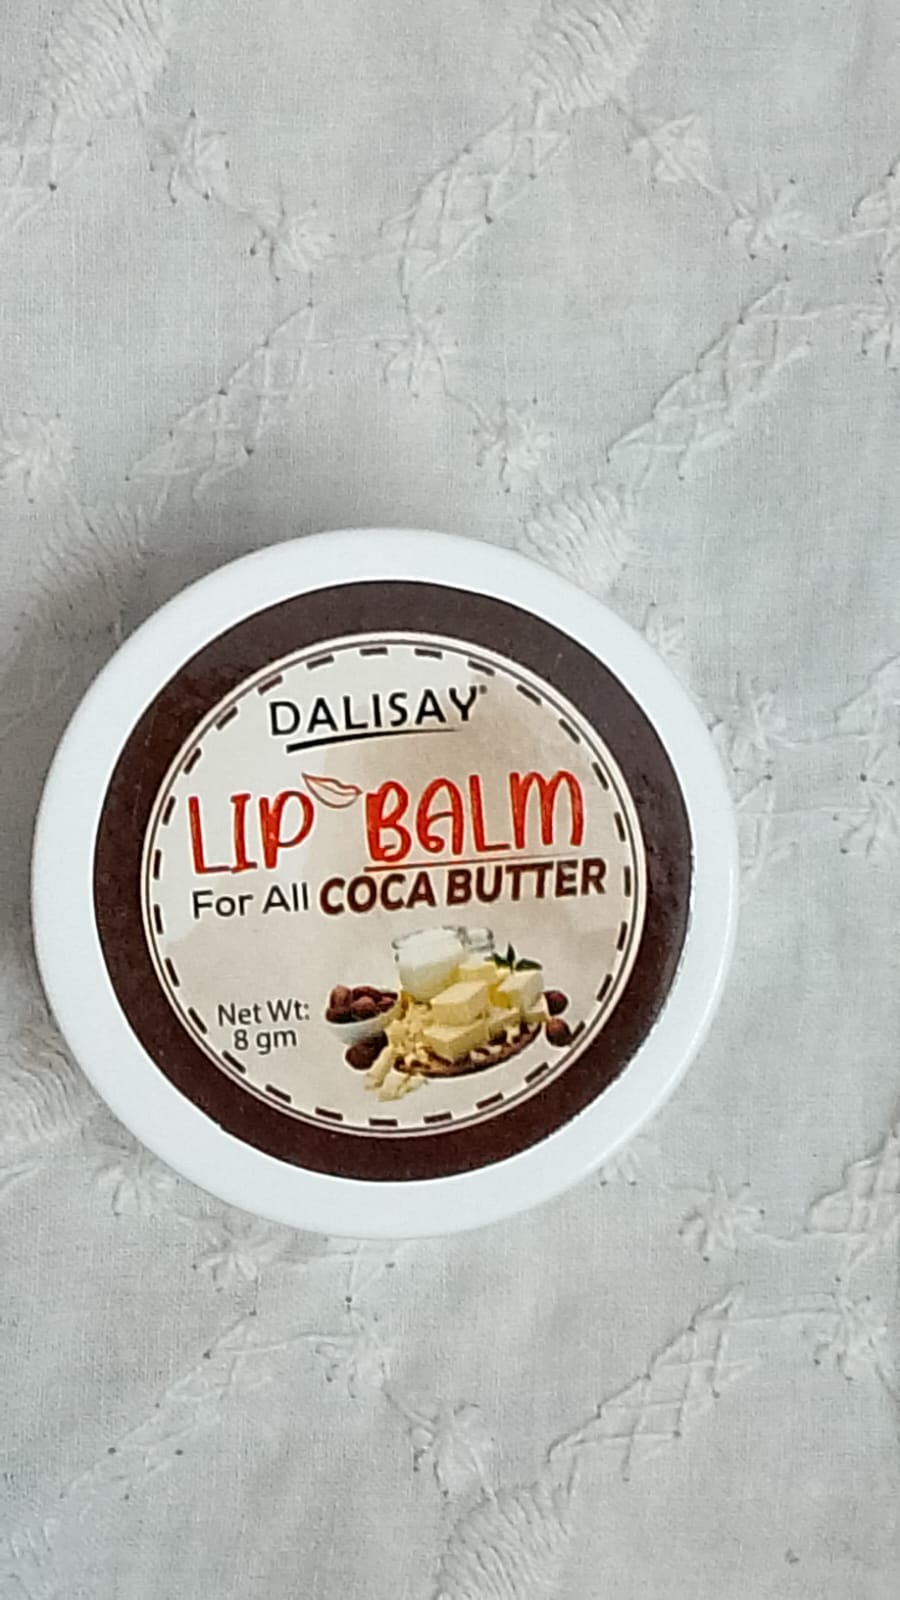 DALISAY®
LIP BALM
For All COCA BUTTER
Net Wt:
8 gm